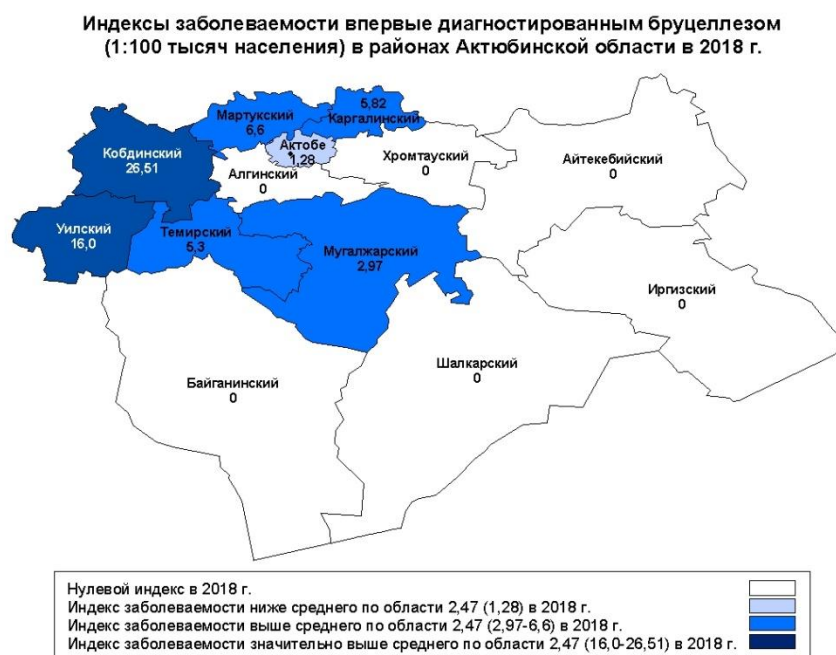 Индексы заболеваемости впервые диагностированным бруцеллезом
(1:100 тысяч населения) в районах Актюбинской области в 2018 г.
5,82
Мартукский
Каргалинский
6,6
Актобе
1,28
Кобдинский
26,51
Хромтауский
0
Айтекебийский
0
Алгинский
0
Уилский
16,0
Темирский
5,3
Мугалжарский
2,97
Иргизский
0
Шалкарский
0
Байганинский
0
Нулевой индекс в 2018 г.
Индекс заболеваемости ниже среднего по области 2,47 (1,28) в 2018 г.
Индекс заболеваемости выше среднего по области 2,47 (2,97-6,6) в 2018 г.
Индекс заболеваемости значительно выше среднего по области 2,47 (16,0-26,51) в 2018 г.